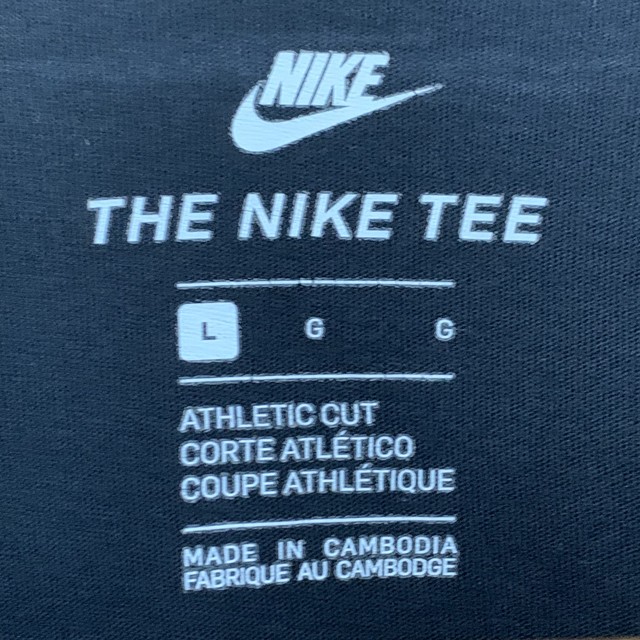 NIKE
THE NIKE TEE
L G G
ATHLETIC CUT
CORTE ATLÉTICO
COUPE ATHLÉTIQUE
MADE IN CAMBODIA
FABRIQUE AU CAMBODGE